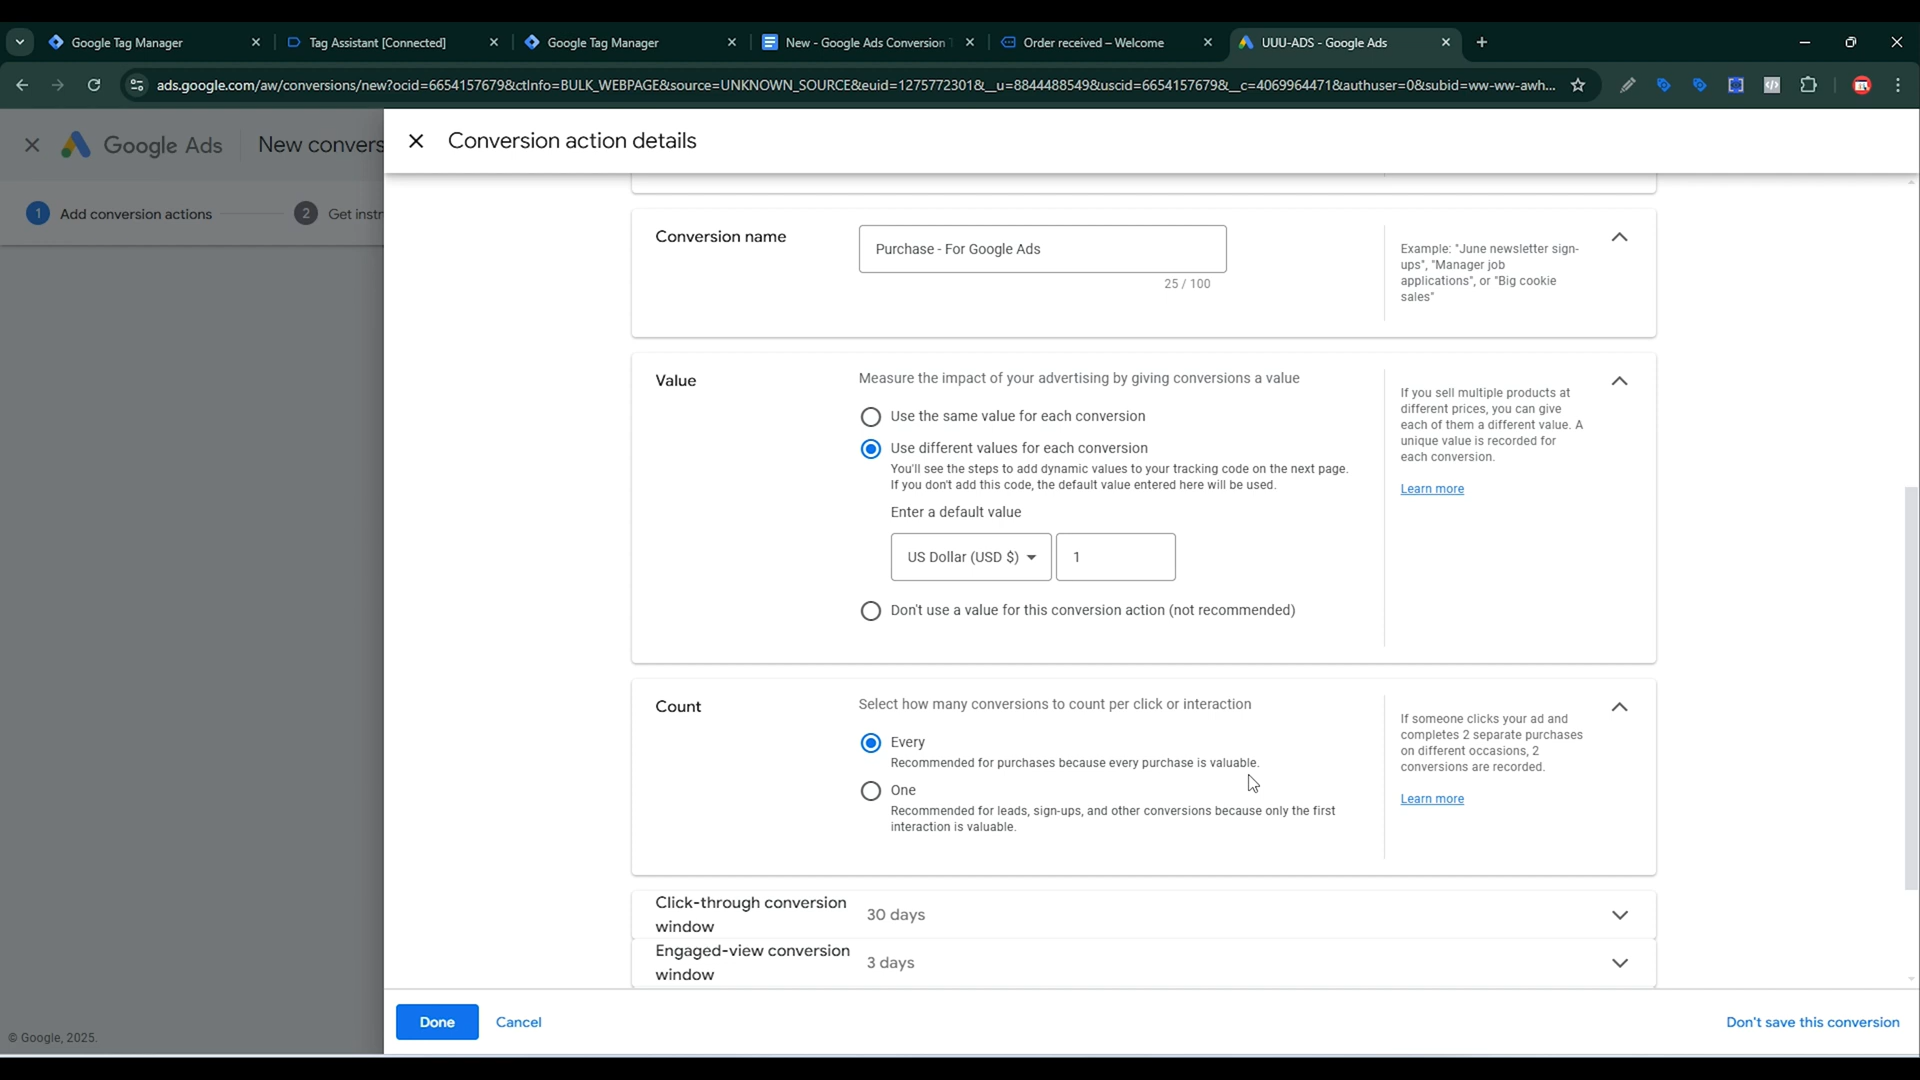 Google Tag Manager
Tag Assistant [Connected]
Google Tag Manager
New - Google Ads Conversion
Order received – Welcome
UUU-ADS - Google Ads
ads.google.com/aw/conversions/new?ocid=6654157679&ctInfo=BULK_WEBPAGE&source=UNKNOWN_SOURCE&euid=1275772301&__u=8844488549&uscid=6654157679&__c=4069964471&authuser=0&subid=ww-ww-awh...
Google Ads
New convers
Conversion action details
1 Add conversion actions
2 Get instr
Conversion name
Purchase - For Google Ads
25 / 100
Example: "June newsletter sign-
ups", "Manager job
applications", or "Big cookie
sales"
Value
Measure the impact of your advertising by giving conversions a value
Use the same value for each conversion
Use different values for each conversion
You'll see the steps to add dynamic values to your tracking code on the next page.
If you don't add this code, the default value entered here will be used.
Enter a default value
US Dollar (USD $)
1
Don't use a value for this conversion action (not recommended)
If you sell multiple products at
different prices, you can give
each of them a different value. A
unique value is recorded for
each conversion.
Learn more
Count
Select how many conversions to count per click or interaction
Every
Recommended for purchases because every purchase is valuable.
One
Recommended for leads, sign-ups, and other conversions because only the first
interaction is valuable.
If someone clicks your ad and
completes 2 separate purchases
on different occasions, 2
conversions are recorded.
Learn more
Click-through conversion
window
30 days
Engaged-view conversion
window
3 days
Done
Cancel
Don't save this conversion
© Google, 2025.